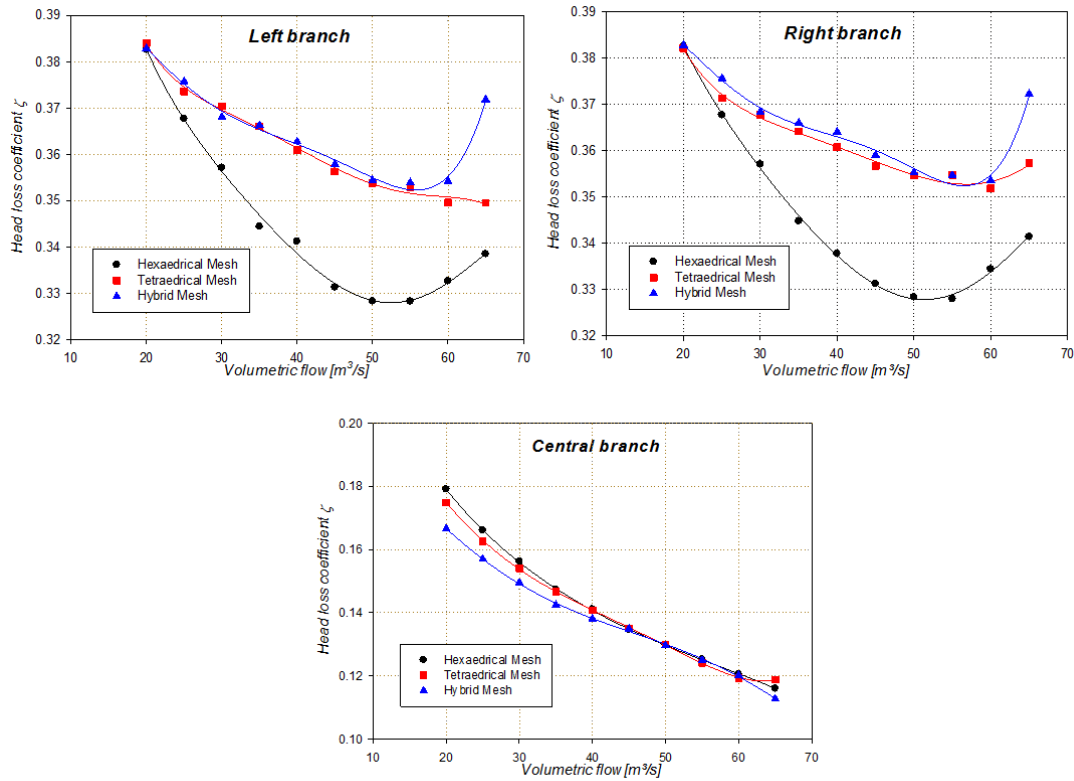 Left branch
Head loss coefficient ζ
0.39
0.38
0.37
0.36
0.35
0.34
0.33
0.32
Hexaedrical Mesh
Tetraedrical Mesh
Hybrid Mesh
10 20 30 40 50 60 70
Volumetric flow [m³/s]
Right branch
Head loss coefficient ζ
0.39
0.38
0.37
0.36
0.35
0.34
0.33
0.32
Hexaedrical Mesh
Tetraedrical Mesh
Hybrid Mesh
10 20 30 40 50 60 70
Volumetric flow [m³/s]
Central branch
Head loss coefficient ζ
0.20
0.18
0.16
0.14
0.12
0.10
Hexaedrical Mesh
Tetraedrical Mesh
Hybrid Mesh
10 20 30 40 50 60 70
Volumetric flow [m³/s]